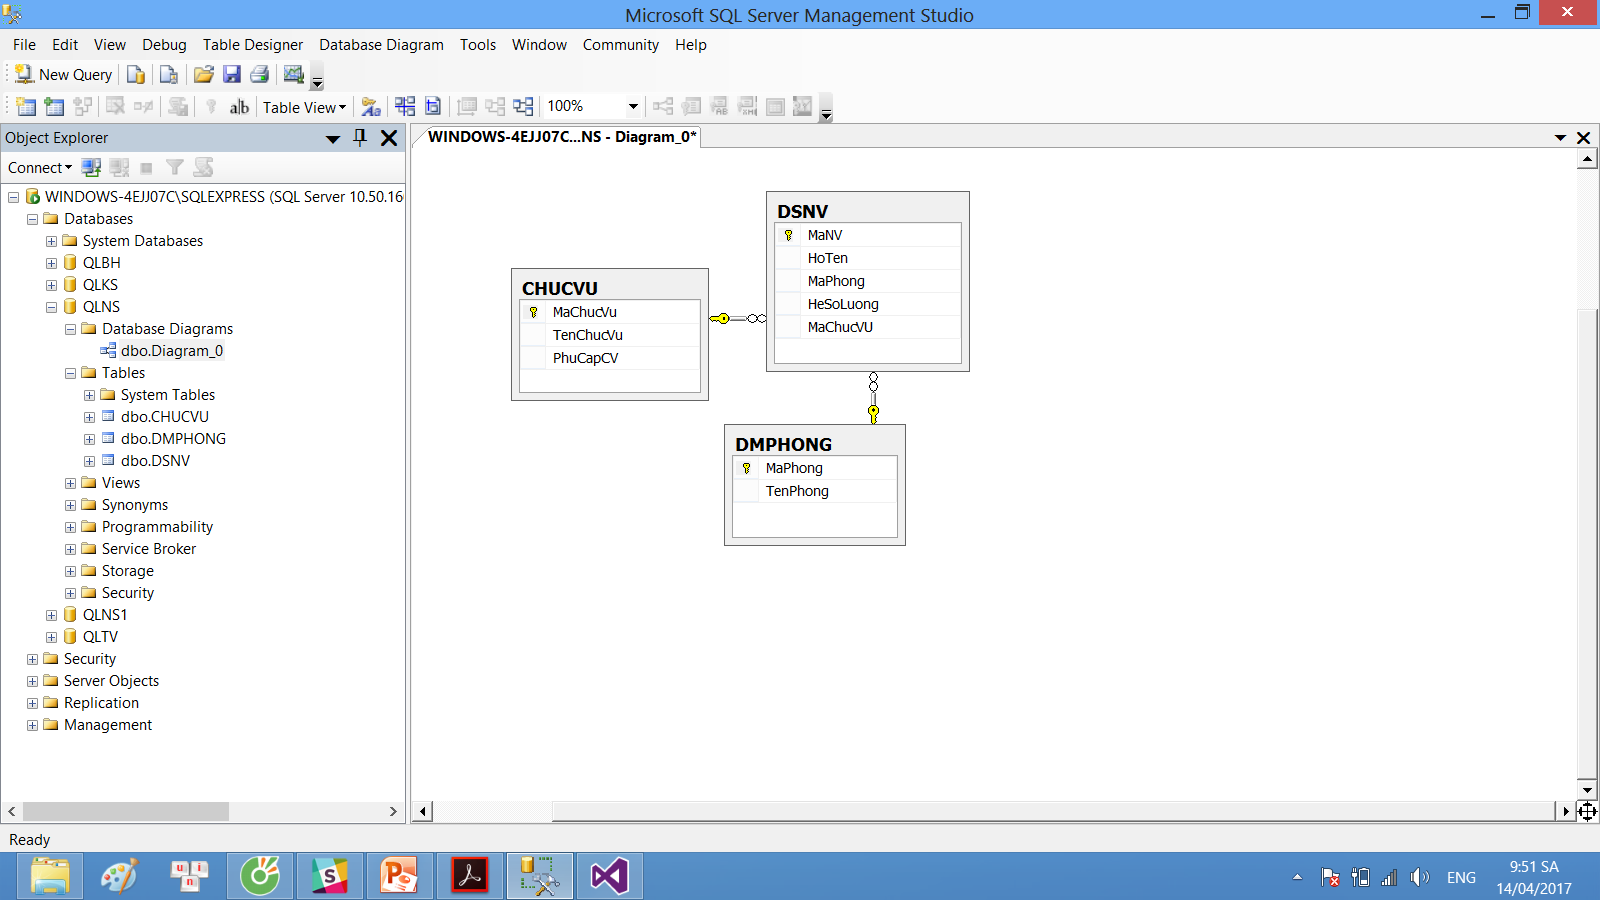 Microsoft SQL Server Management Studio
File Edit View Debug Table Designer Database Diagram Tools Window Community Help
New Query
ab Table View 100%
Object Explorer
Connect
WINDOWS-4EJJ07C\SQLEXPRESS (SQL Server 10.50.16
Databases
System Databases
QLBH
QLKS
QLNS
Database Diagrams
dbo.Diagram_0
Tables
System Tables
dbo.CHUCVU
dbo.DMPHONG
dbo.DSNV
Views
Synonyms
Programmability
Service Broker
Storage
Security
QLNS1
QLTV
Security
Server Objects
Replication
Management
WINDOWS-4EJJ07C...NS - Diagram_0*
CHUCVU
MaChucVu
TenChucVu
PhuCapCV
DSNV
MaNV
HoTen
MaPhong
HeSoLuong
MaChucVU
DMPHONG
MaPhong
TenPhong
Ready
u i n
S
P
ENG
9:51 SA
14/04/2017